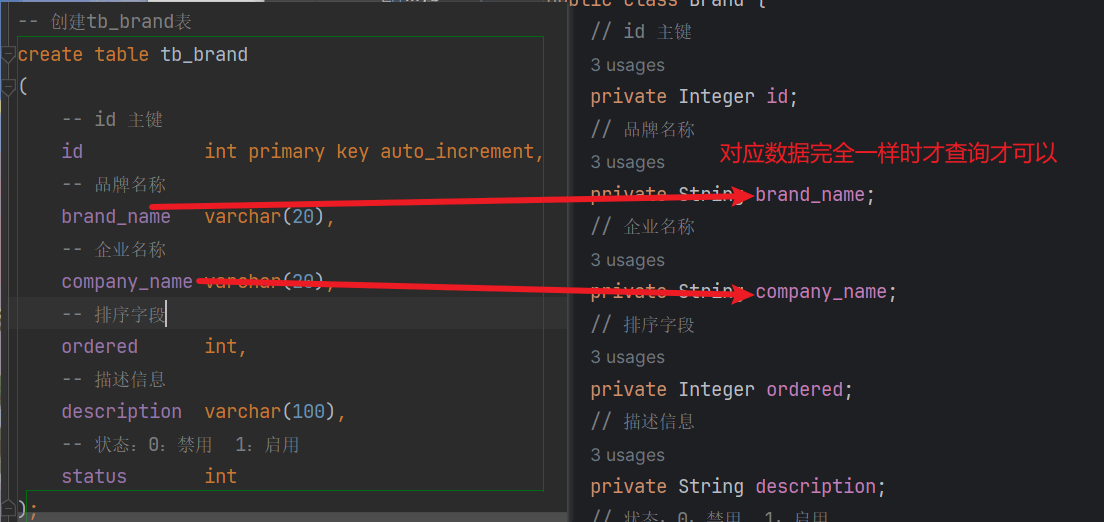 -- 创建tb_brand表
create table tb_brand
(
-- id 主键
id int primary key auto_increment,
-- 品牌名称
brand_name varchar(20),
-- 企业名称
company_name varchar(20),
-- 排序字段
ordered int,
-- 描述信息
description varchar(100),
-- 状态：0：禁用 1：启用
status int
);
public class Brand {
// id 主键
3 usages
private Integer id;
// 品牌名称
对应数据完全一样时才查询才可以
3 usages
private String brand_name;
// 企业名称
3 usages
private String company_name;
// 排序字段
3 usages
private Integer ordered;
// 描述信息
3 usages
private String description;
// 状态：0：禁用 1：启用